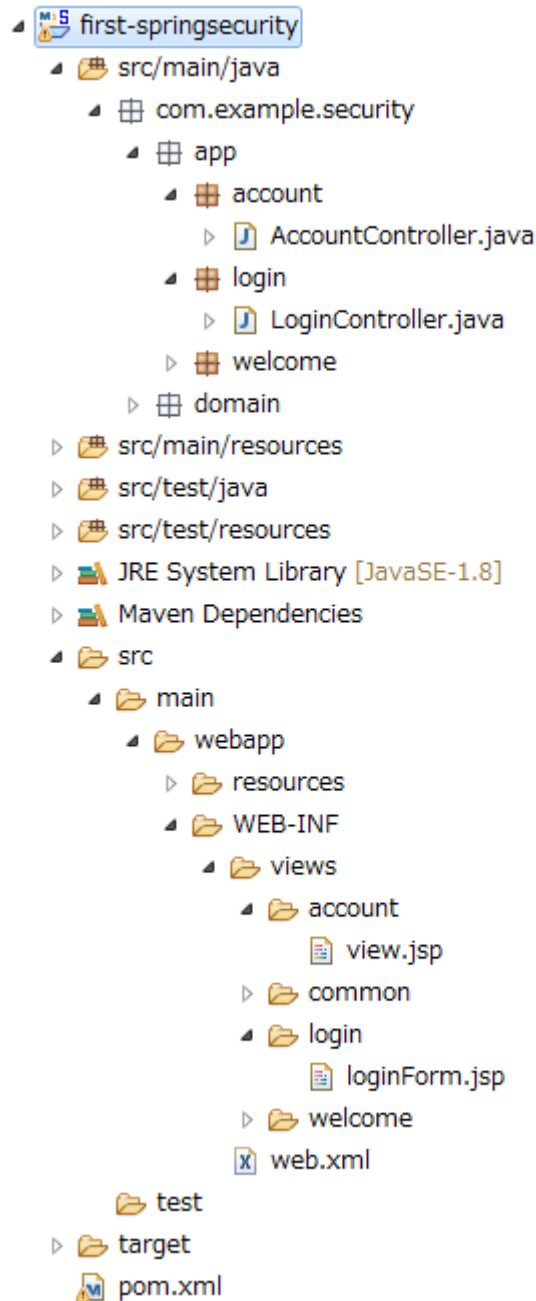 first-springsecurity
src/main/java
com.example.security
app
account
AccountController.java
login
LoginController.java
welcome
domain
src/main/resources
src/test/java
src/test/resources
JRE System Library [JavaSE-1.8]
Maven Dependencies
src
main
webapp
resources
WEB-INF
views
account
view.jsp
common
login
loginForm.jsp
welcome
web.xml
test
target
pom.xml